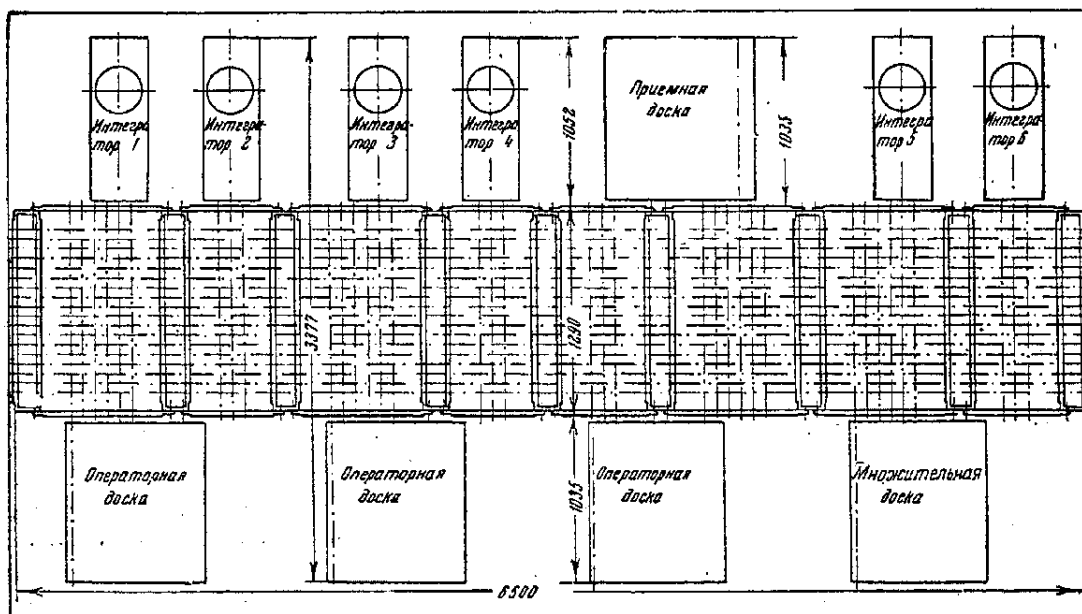 Интегра-
тор 1
Интегра-
тор 2
Интегра-
тор 3
Интегра-
тор 4
Приемная
доска
Интегра-
тор 5
Интегра-
тор 6
1052
1035
3377
1290
Операторная
доска
Операторная
доска
Операторная
доска
Множительная
доска
1035
6500